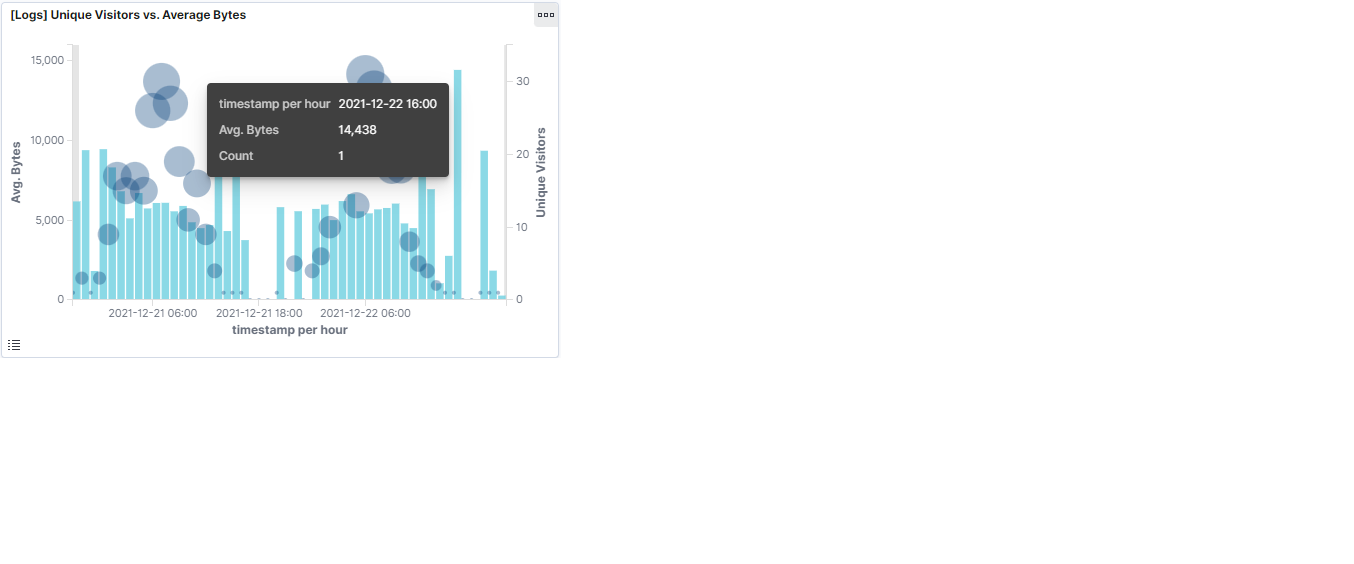 [Logs] Unique Visitors vs. Average Bytes
15,000
10,000
5,000
0
Avg. Bytes
timestamp per hour 2021-12-22 16:00
Avg. Bytes 14,438
Count 1
30
20
10
0
Unique Visitors
2021-12-21 06:00 2021-12-21 18:00 2021-12-22 06:00
timestamp per hour